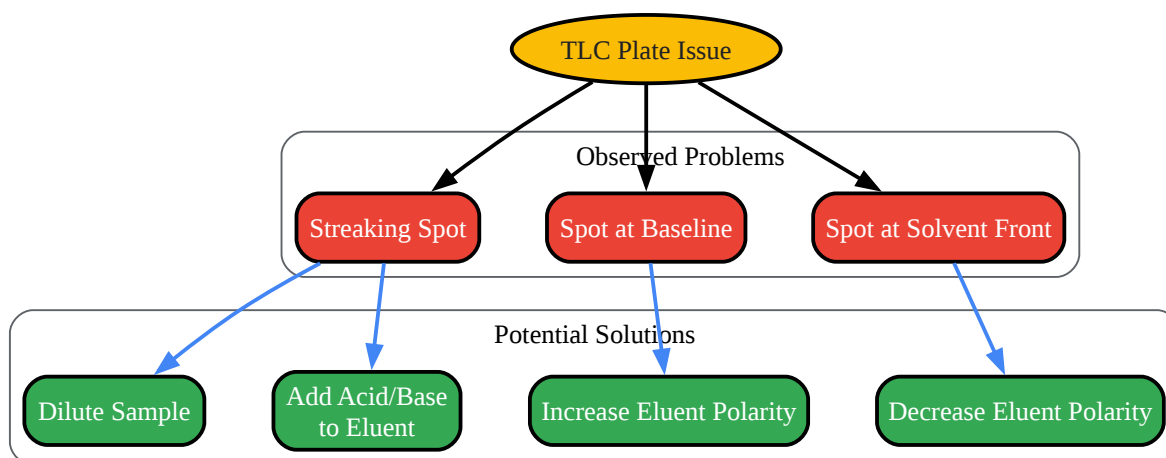 TLC Plate Issue
Observed Problems
Streaking Spot
Spot at Baseline
Spot at Solvent Front
Potential Solutions
Dilute Sample
Add Acid/Base
to Eluent
Increase Eluent Polarity
Decrease Eluent Polarity